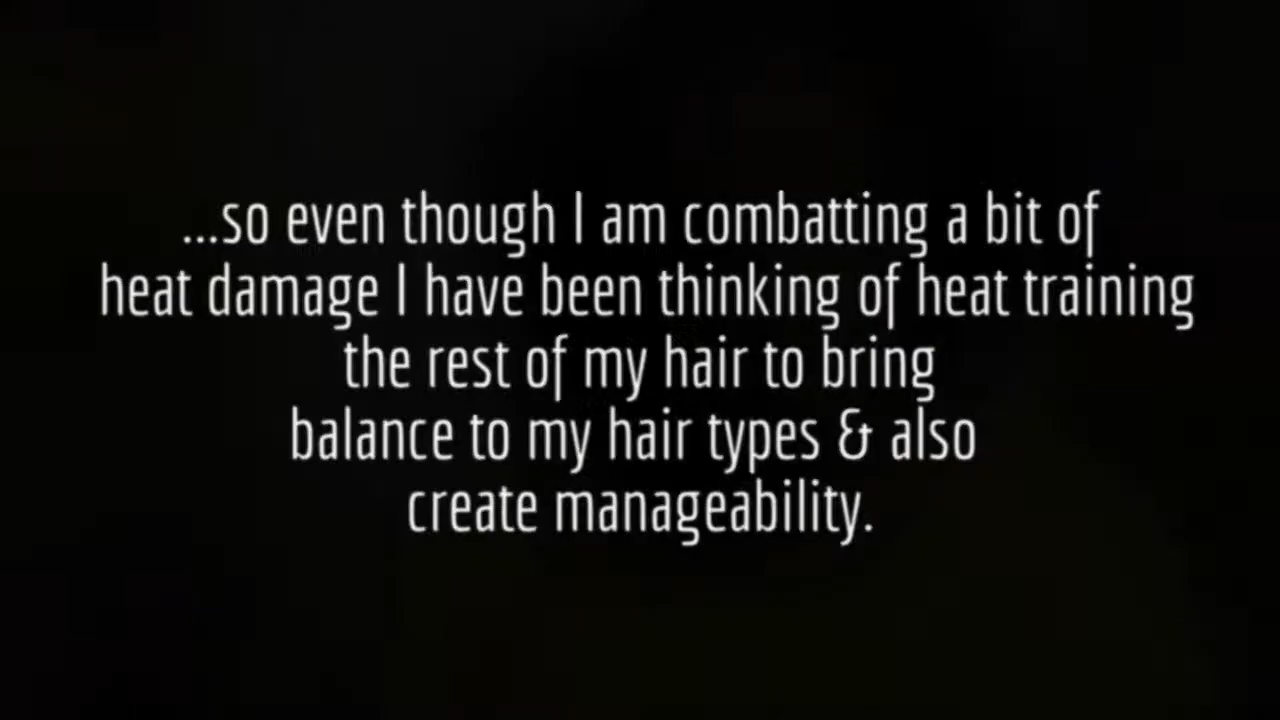 ...so even though I am combatting a bit of
heat damage I have been thinking of heat training
the rest of my hair to bring
balance to my hair types & also
create manageability.